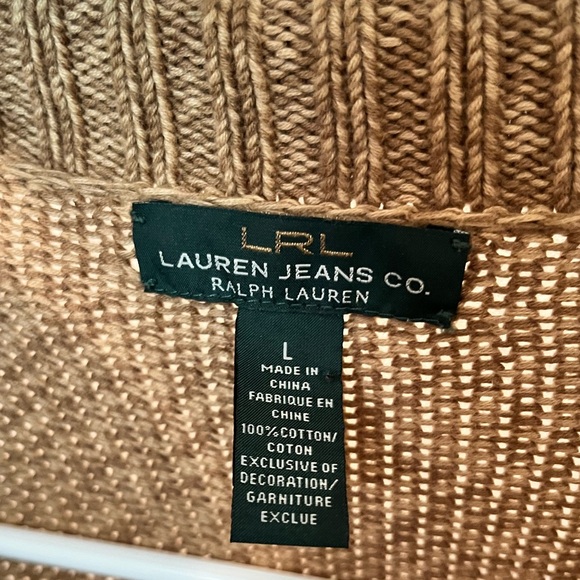 LRL
LAUREN JEANS CO.
RALPH LAUREN
L
MADE IN
CHINA
FABRIQUE EN
CHINE
100% COTTON/
COTON
EXCLUSIVE OF
DECORATION/
GARNITURE
EXCLUE